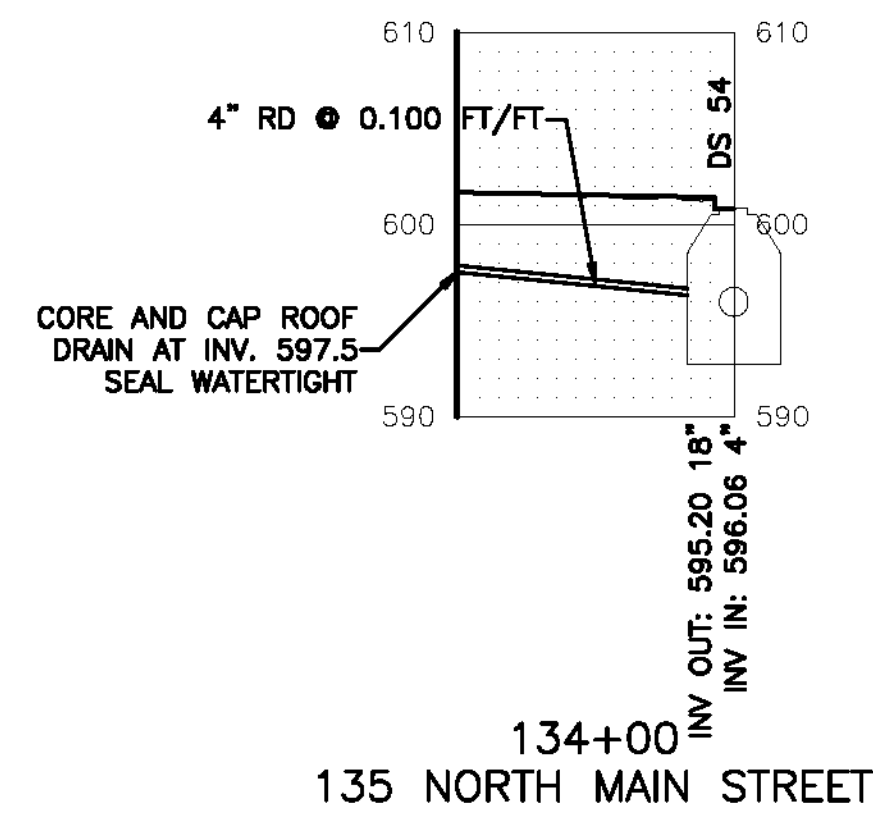 610
610
DS 54
4" RD @ 0.100 FT/FT
600
600
CORE AND CAP ROOF
DRAIN AT INV. 597.5
SEAL WATERTIGHT
590
590
INV OUT: 595.20 18"
INV IN: 596.06 4"
134+00
135 NORTH MAIN STREET